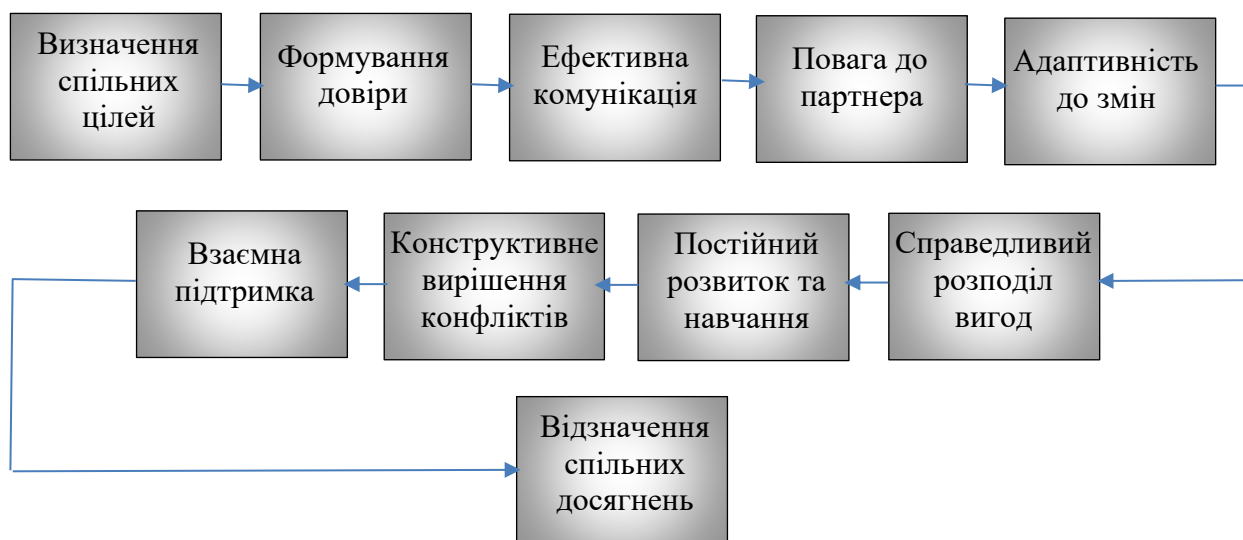 Визначення
спільних
цілей
Формування
довіри
Ефективна
комунікація
Повага до
партнера
Адаптивність
до змін
Справедливий
розподіл
вигод
Постійний
розвиток та
навчання
Конструктивне
вирішення
конфліктів
Взаємна
підтримка
Відзначення
спільних
досягнень